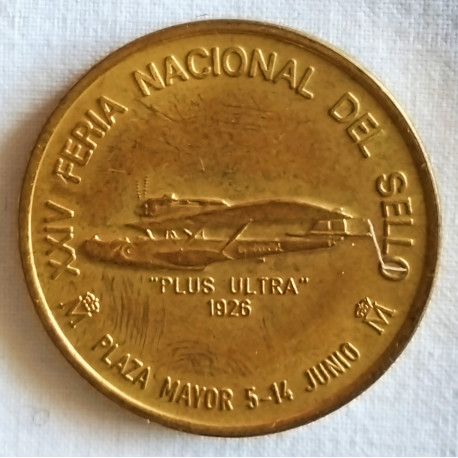 XXIV FERIA NACIONAL DEL SELLO
"PLUS ULTRA"
1926
M PLAZA MAYOR 5-14 JUNIO M